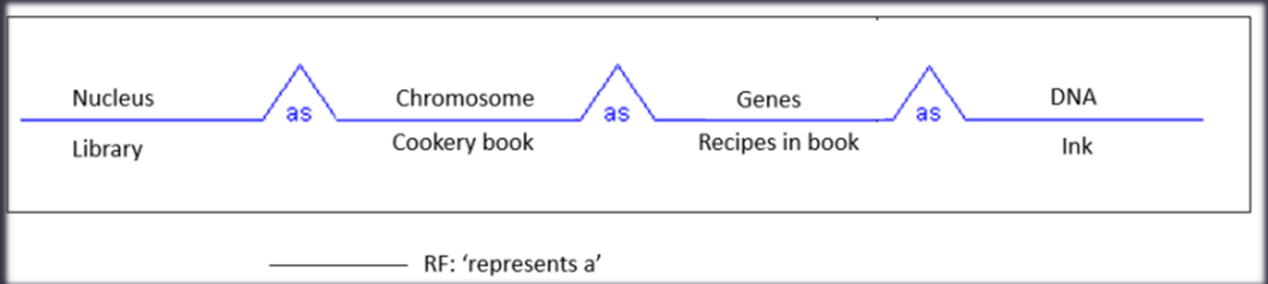 Nucleus as Chromosome as Genes as DNA
Library Cookery book Recipes in book Ink
RF: ‘represents a’